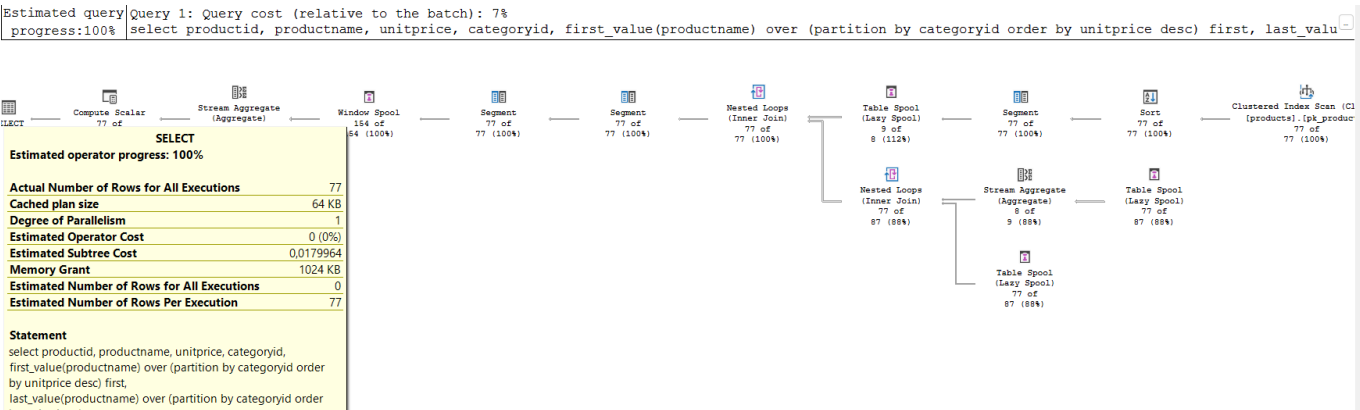 Estimated query
progress:100%
Query 1: Query cost (relative to the batch): 7%
select productid, productname, unitprice, categoryid, first_value(productname) over (partition by categoryid order by unitprice desc) first, last_valu
Compute Scalar
77 of
Stream Aggregate
(Aggregate)
Window Spool
154 of
154 (100%)
Segment
77 of
77 (100%)
Segment
77 of
77 (100%)
Nested Loops
(Inner Join)
77 of
77 (100%)
Table Spool
(Lazy Spool)
9 of
8 (112%)
Segment
77 of
77 (100%)
Sort
77 of
77 (100%)
Clustered Index Scan (Cl
[products].[pk_produc
77 of
77 (100%)
Nested Loops
(Inner Join)
77 of
87 (88%)
Stream Aggregate
(Aggregate)
8 of
9 (88%)
Table Spool
(Lazy Spool)
77 of
87 (88%)
Table Spool
(Lazy Spool)
77 of
87 (88%)
SELECT
Estimated operator progress: 100%
Actual Number of Rows for All Executions 77
Cached plan size 64 KB
Degree of Parallelism 1
Estimated Operator Cost 0 (0%)
Estimated Subtree Cost 0,0179964
Memory Grant 1024 KB
Estimated Number of Rows for All Executions 0
Estimated Number of Rows Per Execution 77
Statement
select productid, productname, unitprice, categoryid,
first_value(productname) over (partition by categoryid order
by unitprice desc) first,
last_value(productname) over (partition by categoryid order